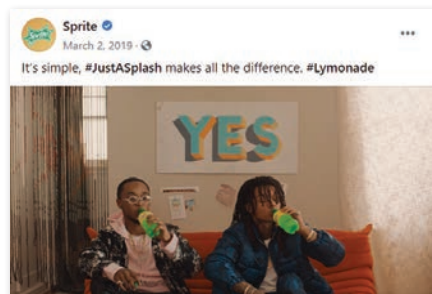 Sprite
March 2, 2019 ·
It's simple, #JustASplash makes all the difference. #Lymonade
YES